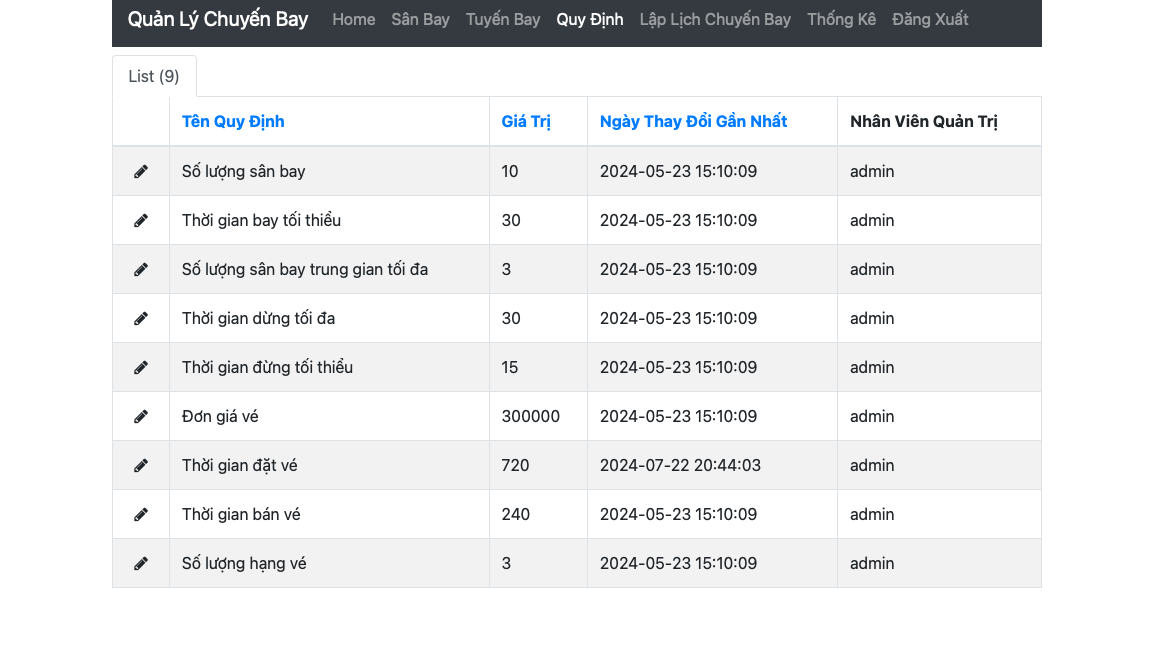 Quản Lý Chuyến Bay Home Sân Bay Tuyến Bay Quy Định Lập Lịch Chuyến Bay Thống Kê Đăng Xuất
List (9)
Tên Quy Định Giá Trị Ngày Thay Đổi Gần Nhất Nhân Viên Quản Trị
Số lượng sân bay 10 2024-05-23 15:10:09 admin
Thời gian bay tối thiểu 30 2024-05-23 15:10:09 admin
Số lượng sân bay trung gian tối đa 3 2024-05-23 15:10:09 admin
Thời gian dừng tối đa 30 2024-05-23 15:10:09 admin
Thời gian đừng tối thiểu 15 2024-05-23 15:10:09 admin
Đơn giá vé 300000 2024-05-23 15:10:09 admin
Thời gian đặt vé 720 2024-07-22 20:44:03 admin
Thời gian bán vé 240 2024-05-23 15:10:09 admin
Số lượng hạng vé 3 2024-05-23 15:10:09 admin